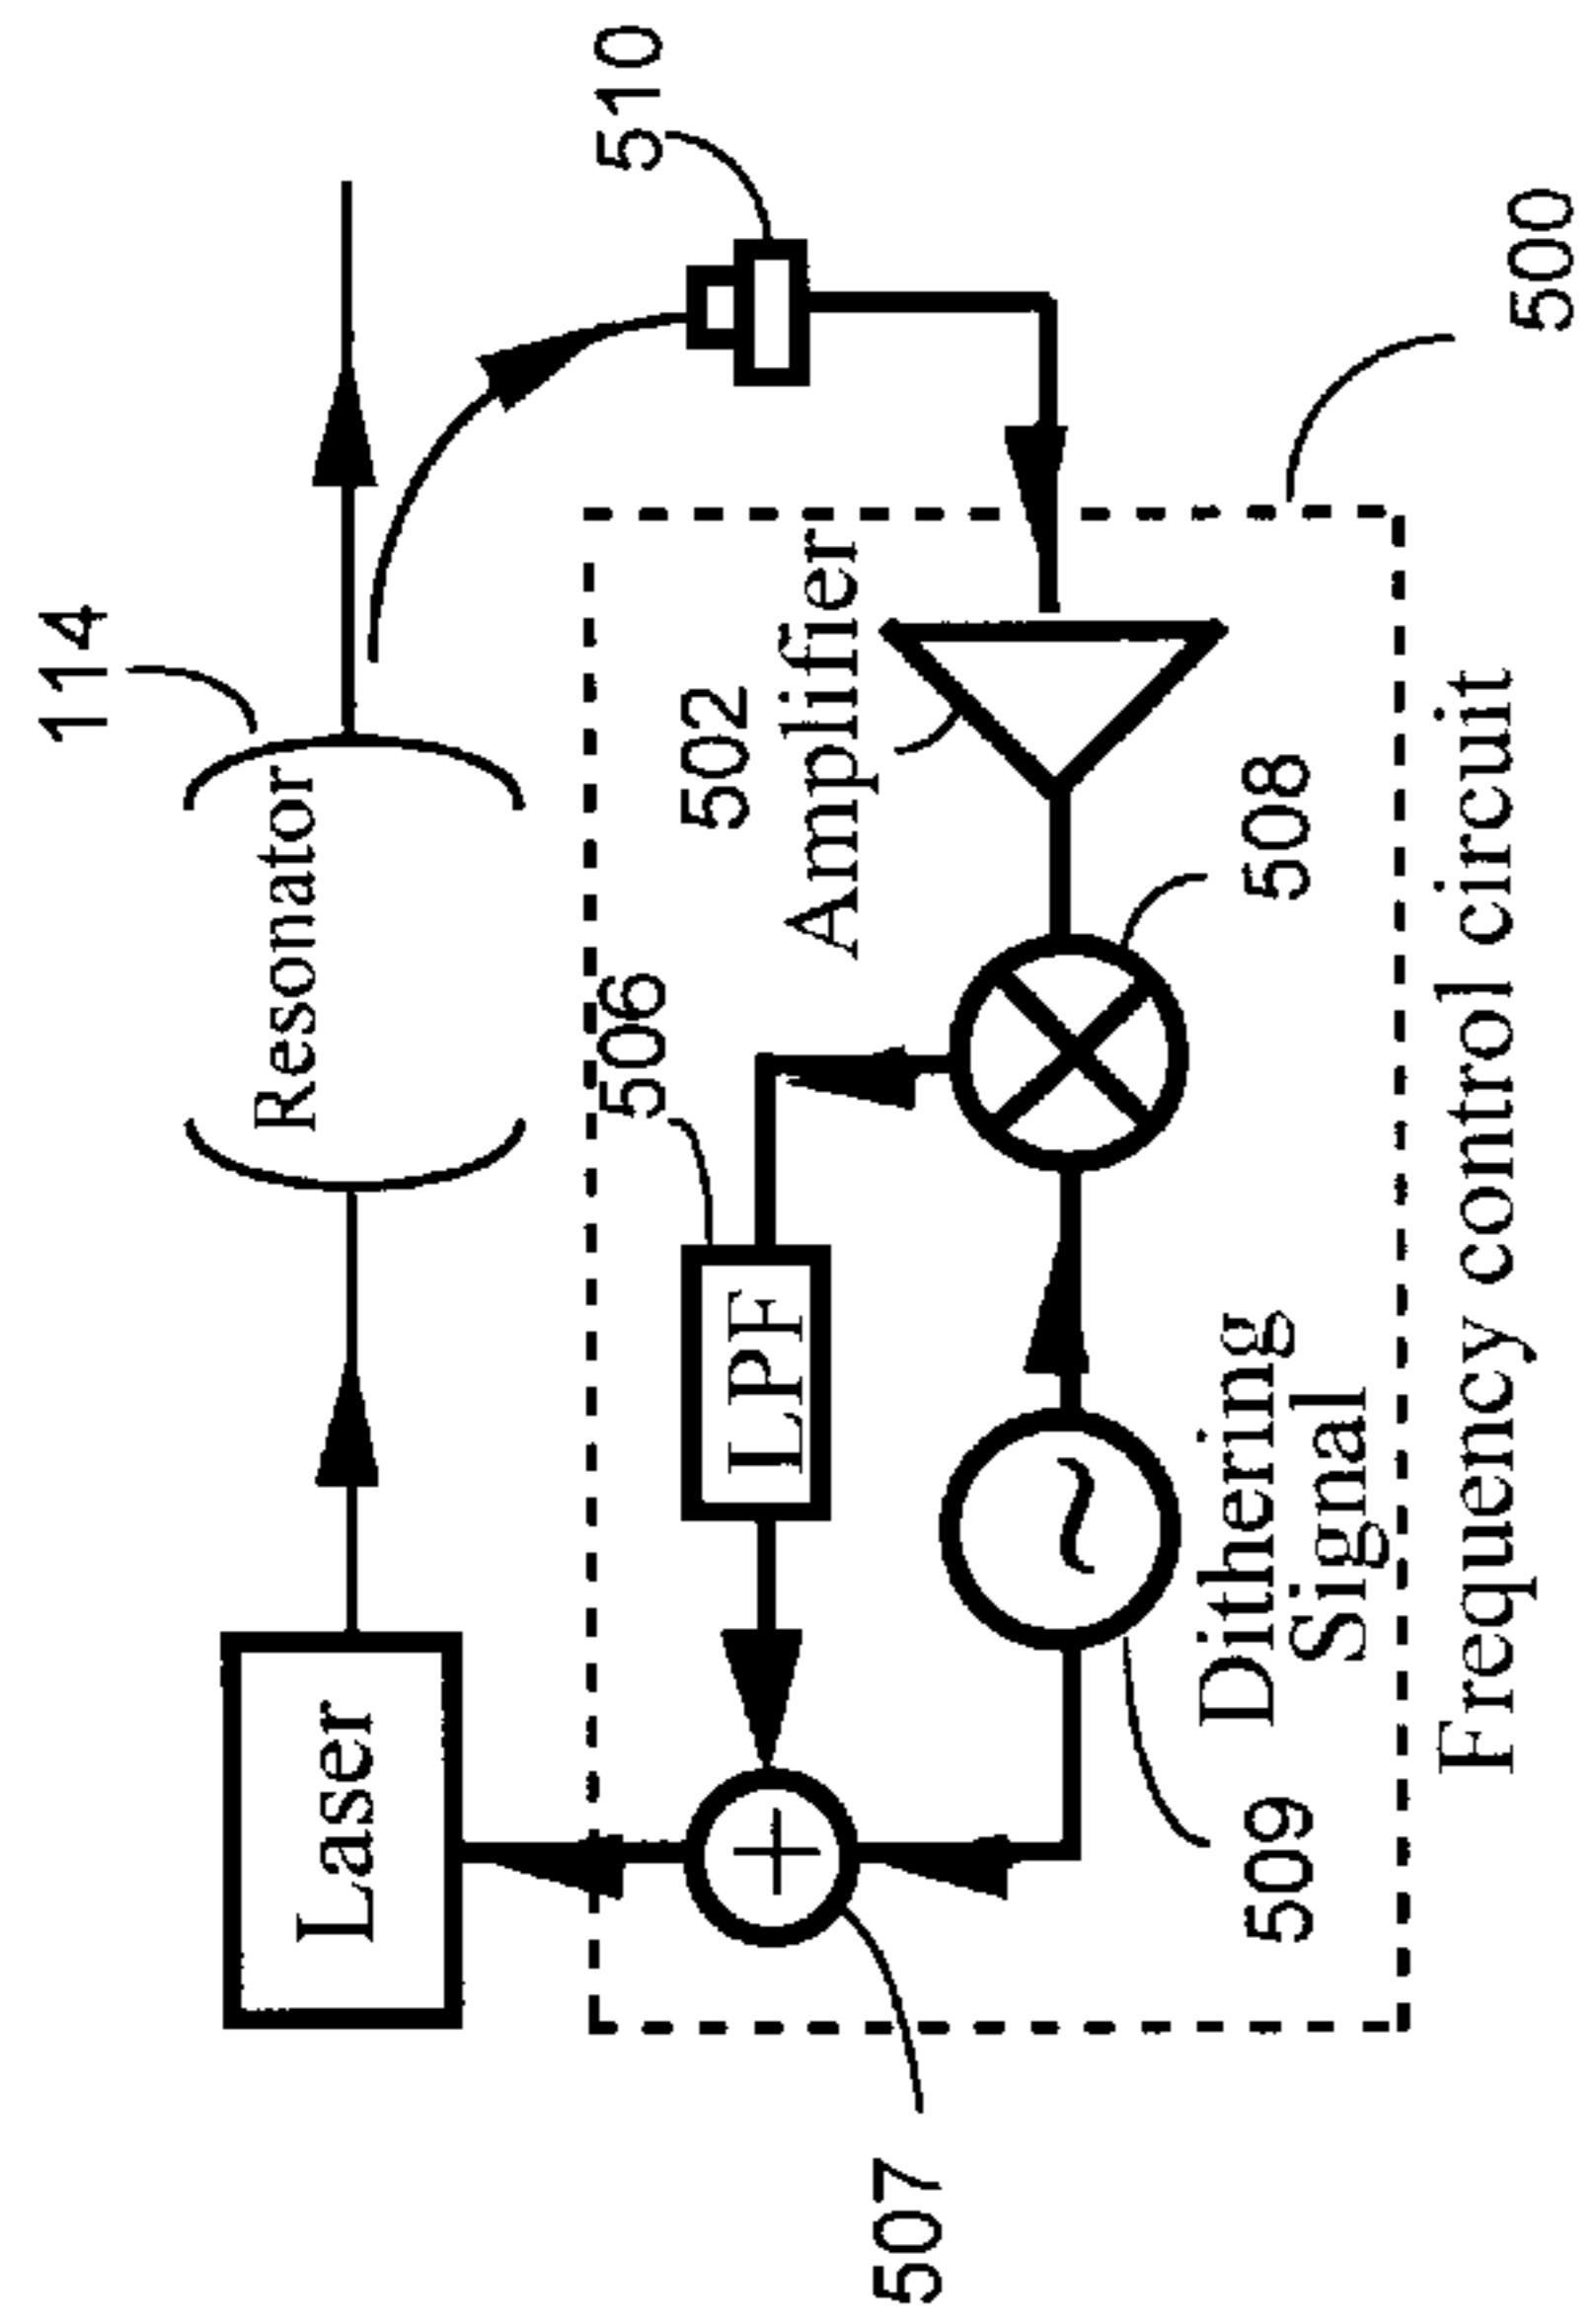 114
Resonator
Laser
510
506
502
Amplifier
LPF
507
508
509
Dithering
Signal
500
Frequency control circuit